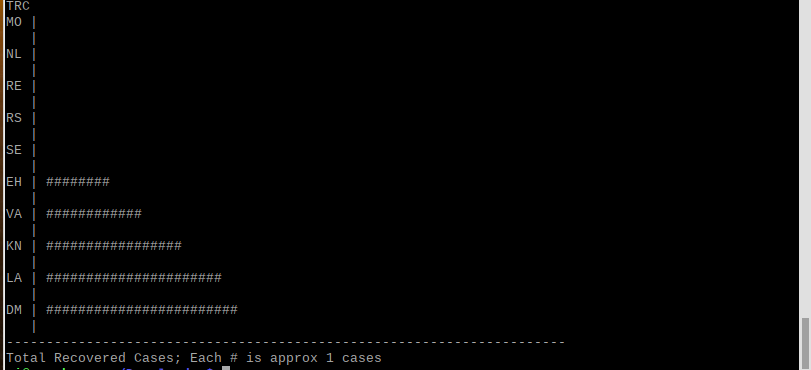 TRC
MO |
|
NL |
|
RE |
|
RS |
|
SE |
|
EH | ########
|
VA | ############
|
KN | #################
|
LA | ######################
|
DM | ########################
|
----------------------------------------------------------------------
Total Recovered Cases; Each # is approx 1 cases